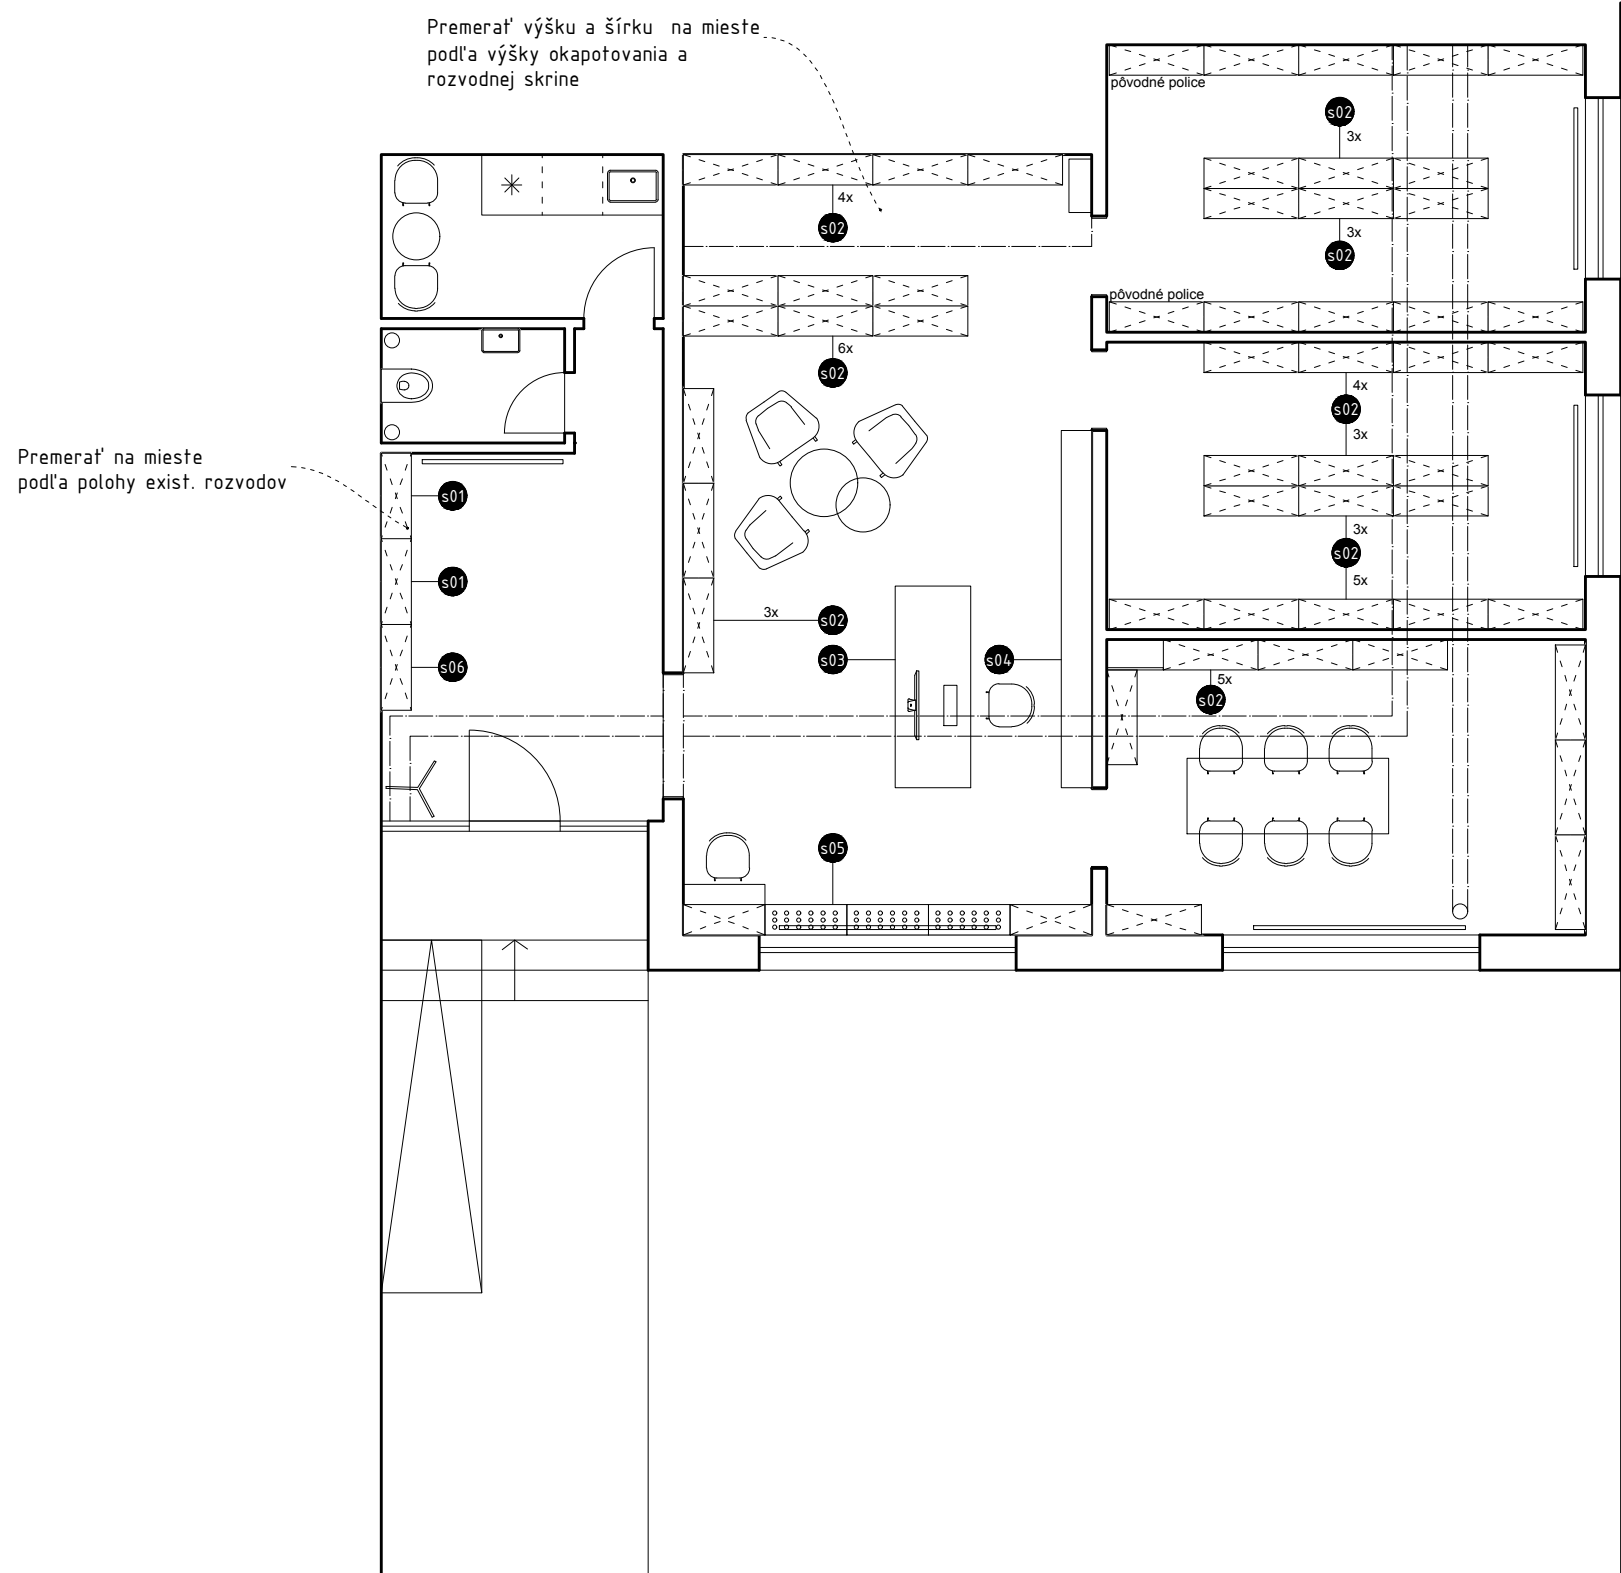 Premerať výšku a šírku  na mieste
podľa výšky okapotovania a
rozvodnej skrine
pôvodné police
s02
3x
4x
s02
3x
s02
pôvodné police
6x
s02
4x
s02
3x
Premerať na mieste
podľa polohy exist. rozvodov
s01
3x
s02
5x
s01
3x
s02
s03
s04
s06
5x
s02
s05